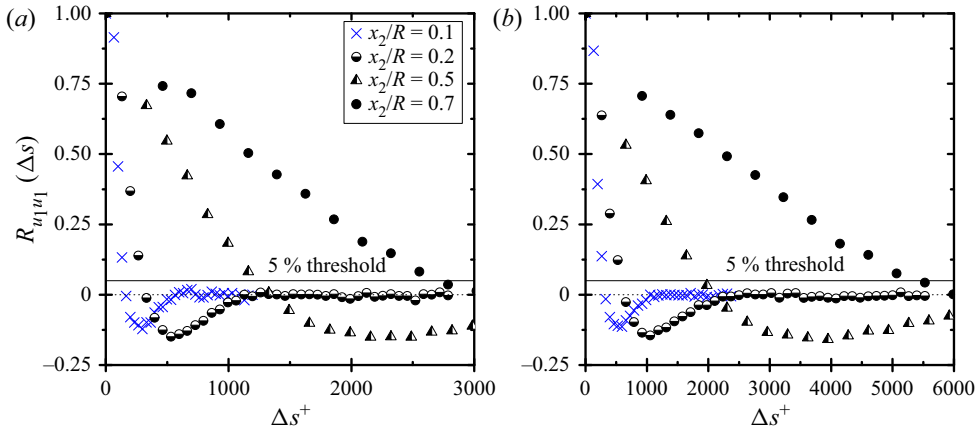 (a)
(b)
1.00
0.75
0.50
0.25
0
–0.25
R_{u_1u_1} (Δs)
x_2/R = 0.1
x_2/R = 0.2
x_2/R = 0.5
x_2/R = 0.7
5 % threshold
0 1000 2000 3000
Δs^+
1.00
0.75
0.50
0.25
0
–0.25
5 % threshold
0 1000 2000 3000 4000 5000 6000
Δs^+